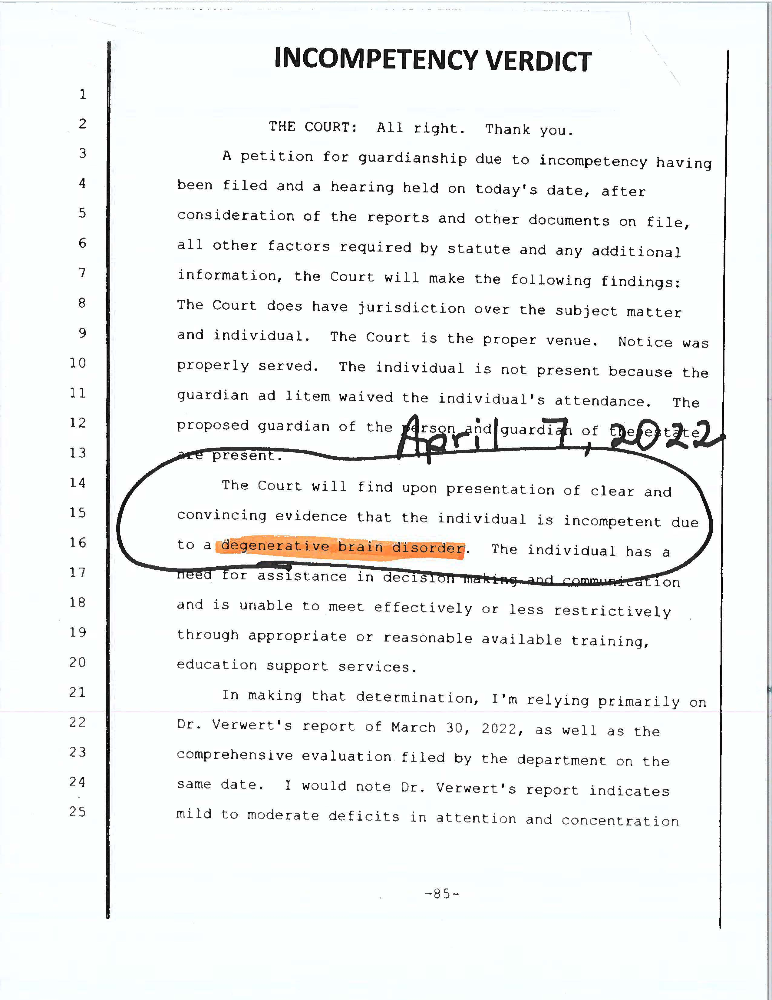 INCOMPETENCY VERDICT
1
2 THE COURT: All right. Thank you.
3 A petition for guardianship due to incompetency having
4 been filed and a hearing held on today's date, after
5 consideration of the reports and other documents on file,
6 all other factors required by statute and any additional
7 information, the Court will make the following findings:
8 The Court does have jurisdiction over the subject matter
9 and individual. The Court is the proper venue. Notice was
10 properly served. The individual is not present because the
11 guardian ad litem waived the individual's attendance. The
12 proposed guardian of the person and guardian of the estate
April 7, 2022
13 are present.
14 The Court will find upon presentation of clear and
15 convincing evidence that the individual is incompetent due
16 to a degenerative brain disorder. The individual has a
17 need for assistance in decision making and communication
18 and is unable to meet effectively or less restrictively
19 through appropriate or reasonable available training,
20 education support services.
21 In making that determination, I'm relying primarily on
22 Dr. Verwert's report of March 30, 2022, as well as the
23 comprehensive evaluation filed by the department on the
24 same date. I would note Dr. Verwert's report indicates
25 mild to moderate deficits in attention and concentration
-85-